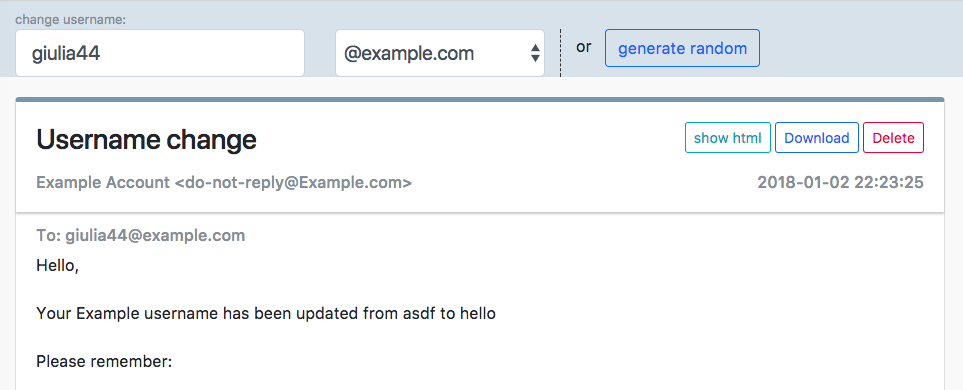 change username:
giulia44 @example.com or generate random
Username change show html Download Delete
Example Account <do-not-reply@Example.com> 2018-01-02 22:23:25
To: giulia44@example.com
Hello,
Your Example username has been updated from asdf to hello
Please remember: